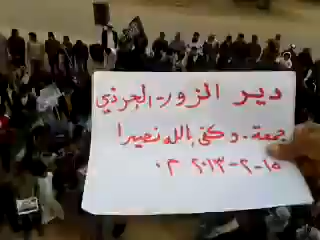 دير الزور - الجرذي
جمعة - وكفى بالله نصيرا
١٥-٢-٢٠١٣ م